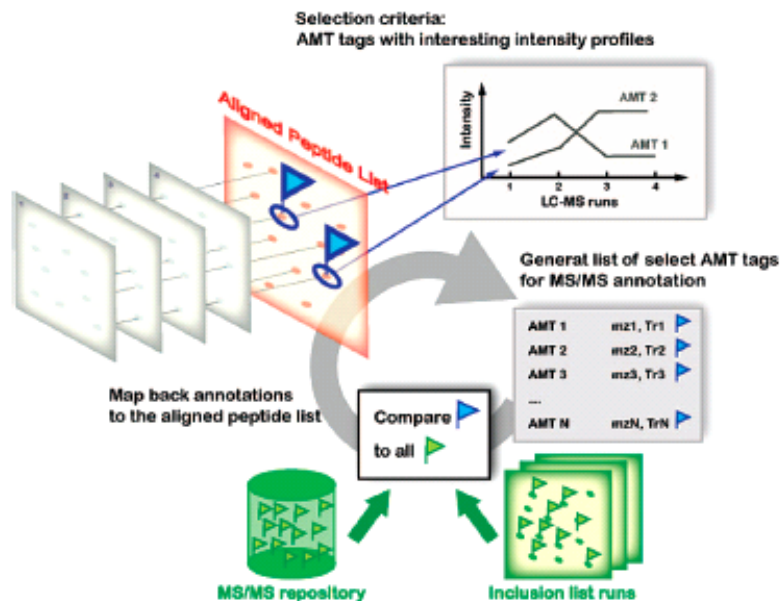 Selection criteria:
AMT tags with interesting intensity profiles
Aligned Peptide List
Intensity
AMT 2
AMT 1
1 2 3 4
LC-MS runs
General list of select AMT tags
for MS/MS annotation
AMT 1 mz1, Tr1
AMT 2 mz2, Tr2
AMT 3 mz3, Tr3
....
AMT N mzN, TrN
Map back annotations
to the aligned peptide list
Compare
to all
MS/MS repository
Inclusion list runs